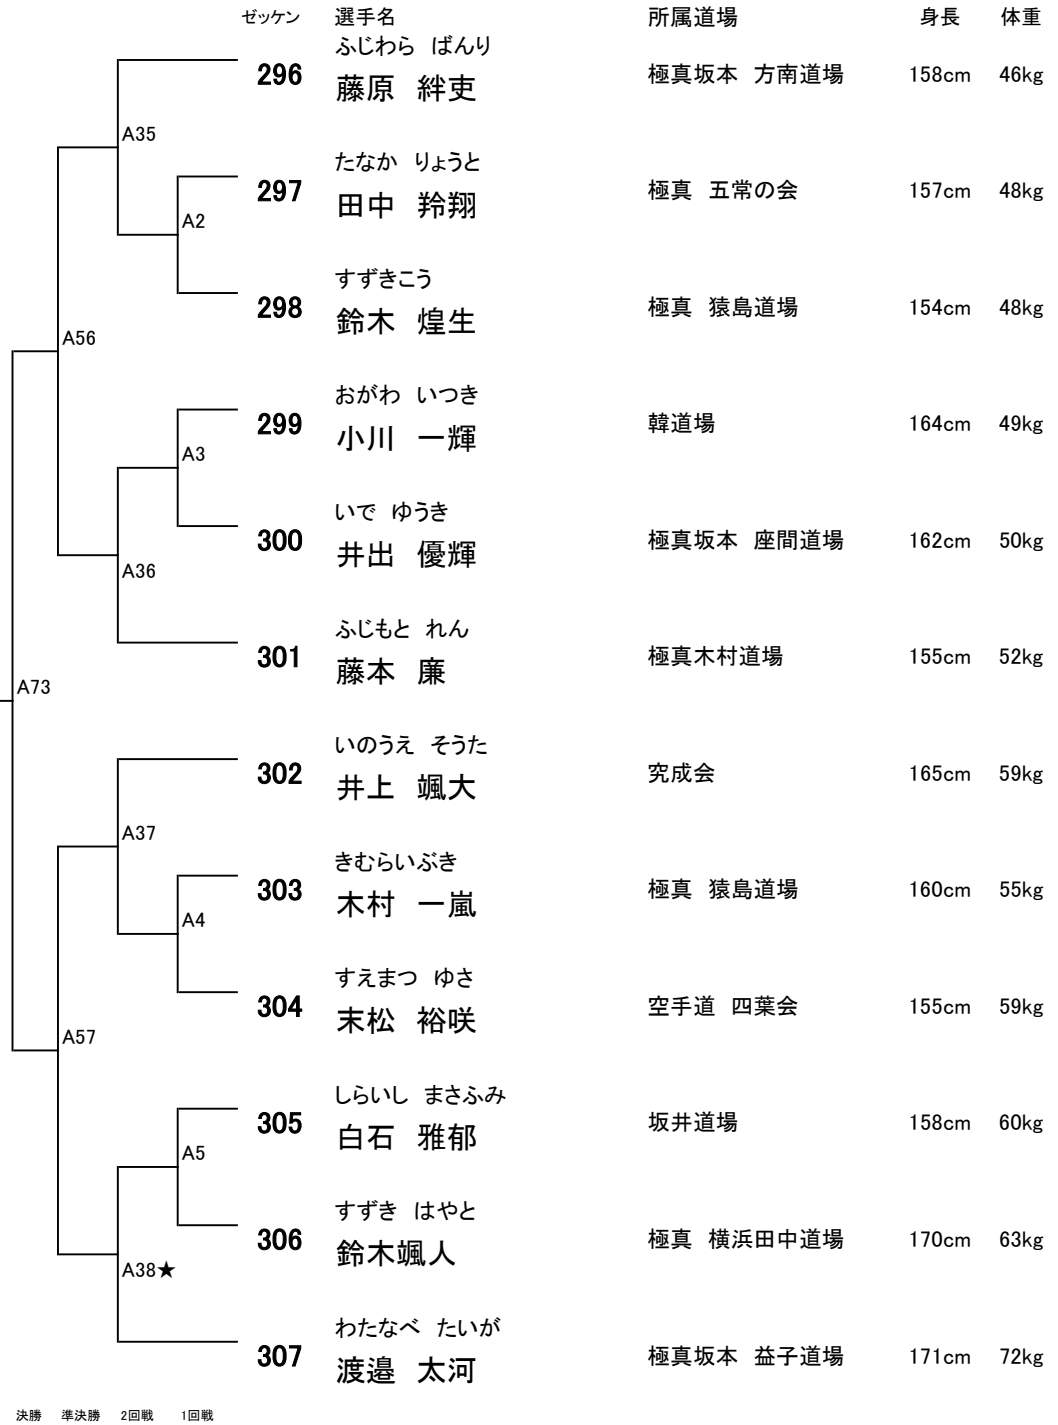 ゼッケン 選手名 所属道場 身長 体重
ふじわら ばんり
296 藤原 絆吏 極真坂本 方南道場 158cm 46kg
A35
たなか りょうと
297 田中 羚翔 極真 五常の会 157cm 48kg
A2
すずきこう
298 鈴木 煌生 極真 猿島道場 154cm 48kg
A56
おがわ いつき
299 小川 一輝 韓道場 164cm 49kg
A3
いで ゆうき
300 井出 優輝 極真坂本 座間道場 162cm 50kg
A36
ふじもと れん
301 藤本 廉 極真木村道場 155cm 52kg
A73
いのうえ そうた
302 井上 颯大 究成会 165cm 59kg
A37
きむらいぶき
303 木村 一嵐 極真 猿島道場 160cm 55kg
A4
すえまつ ゆさ
304 末松 裕咲 空手道 四葉会 155cm 59kg
A57
しらいし まさふみ
305 白石 雅郁 坂井道場 158cm 60kg
A5
すずき はやと
306 鈴木颯人 極真 横浜田中道場 170cm 63kg
A38★
わたなべ たいが
307 渡邉 太河 極真坂本 益子道場 171cm 72kg
決勝 準決勝 2回戦 1回戦